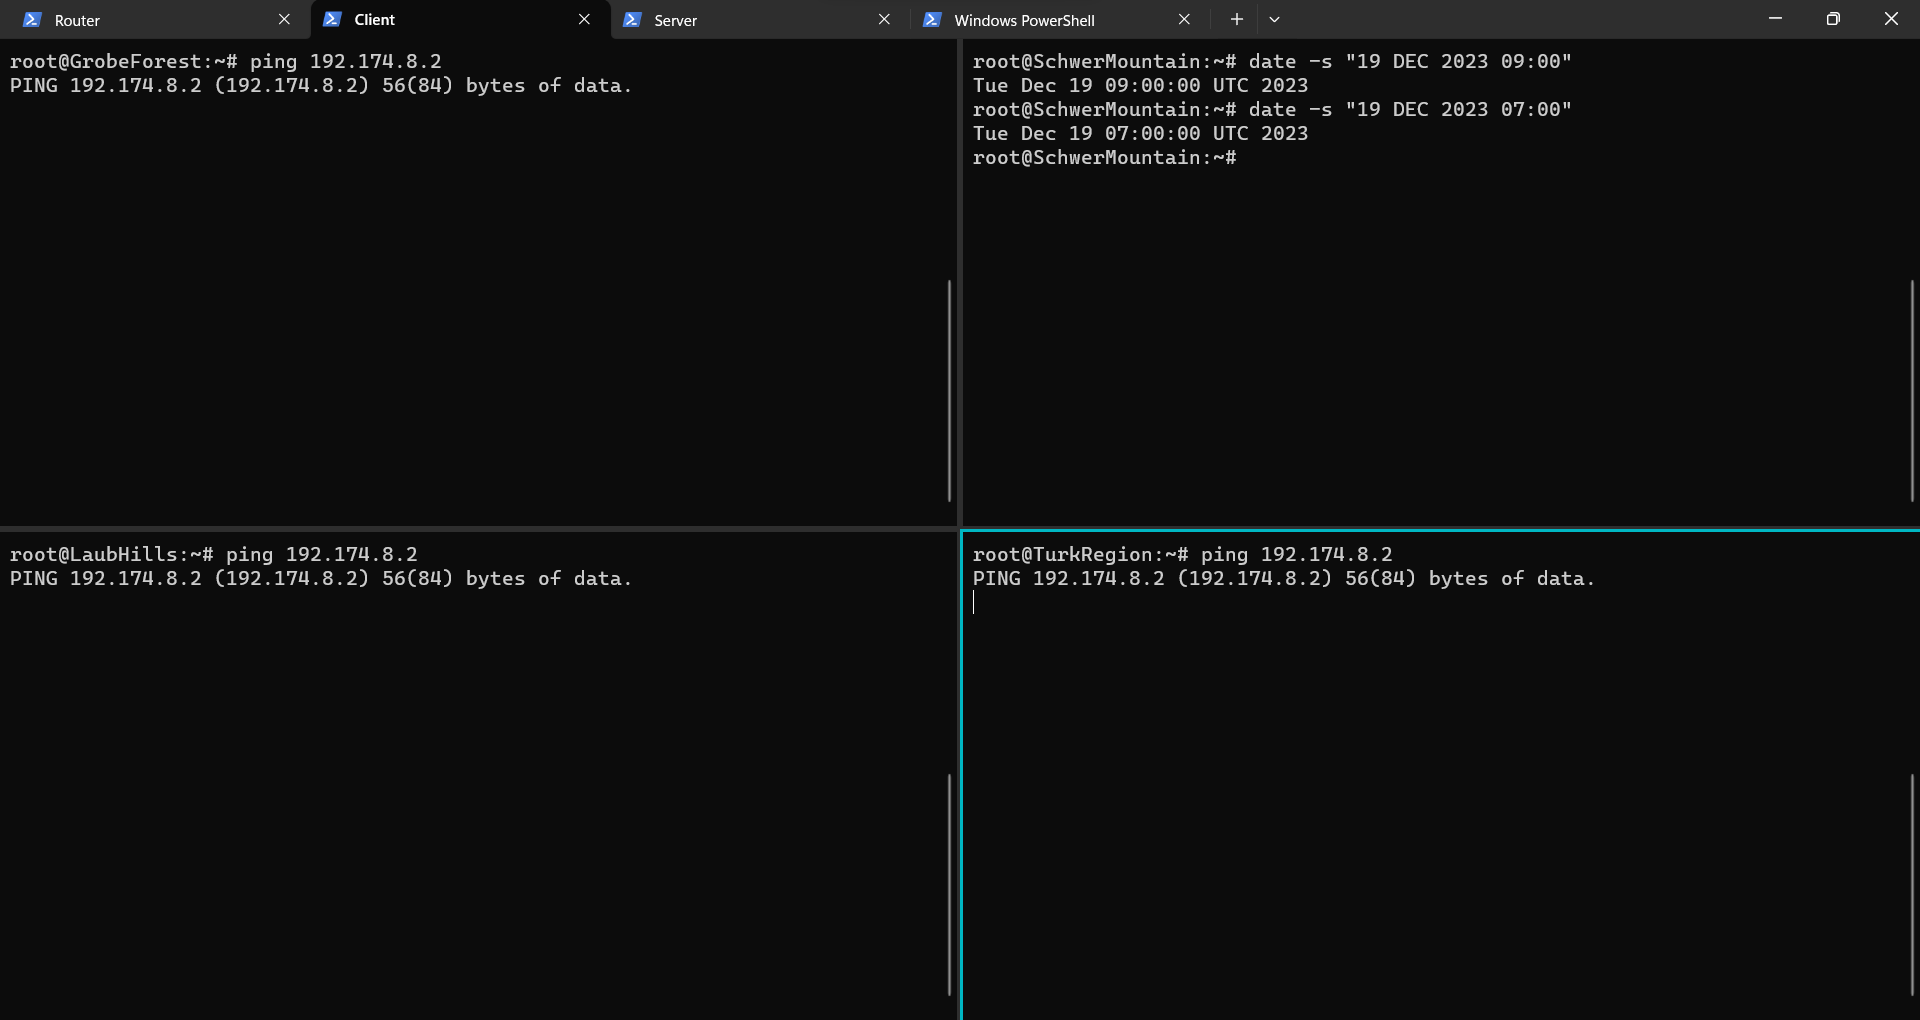 Router
Client
Server
Windows PowerShell
root@GrobeForest:~# ping 192.174.8.2
PING 192.174.8.2 (192.174.8.2) 56(84) bytes of data.
root@SchwerMountain:~# date -s "19 DEC 2023 09:00"
Tue Dec 19 09:00:00 UTC 2023
root@SchwerMountain:~# date -s "19 DEC 2023 07:00"
Tue Dec 19 07:00:00 UTC 2023
root@SchwerMountain:~#
root@LaubHills:~# ping 192.174.8.2
PING 192.174.8.2 (192.174.8.2) 56(84) bytes of data.
root@TurkRegion:~# ping 192.174.8.2
PING 192.174.8.2 (192.174.8.2) 56(84) bytes of data.